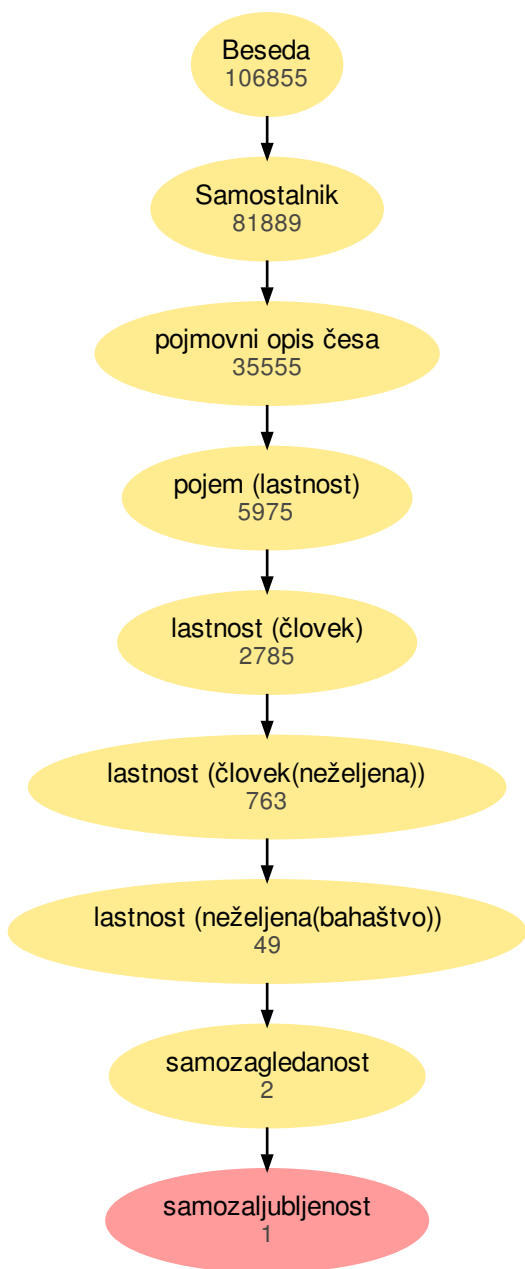 Beseda
106855
Samostalnik
81889
pojmovni opis česa
35555
pojem (lastnost)
5975
lastnost (človek)
2785
lastnost (človek(neželjena))
763
lastnost (neželjena(bahaštvo))
49
samozagledanost
2
samozaljubljenost
1